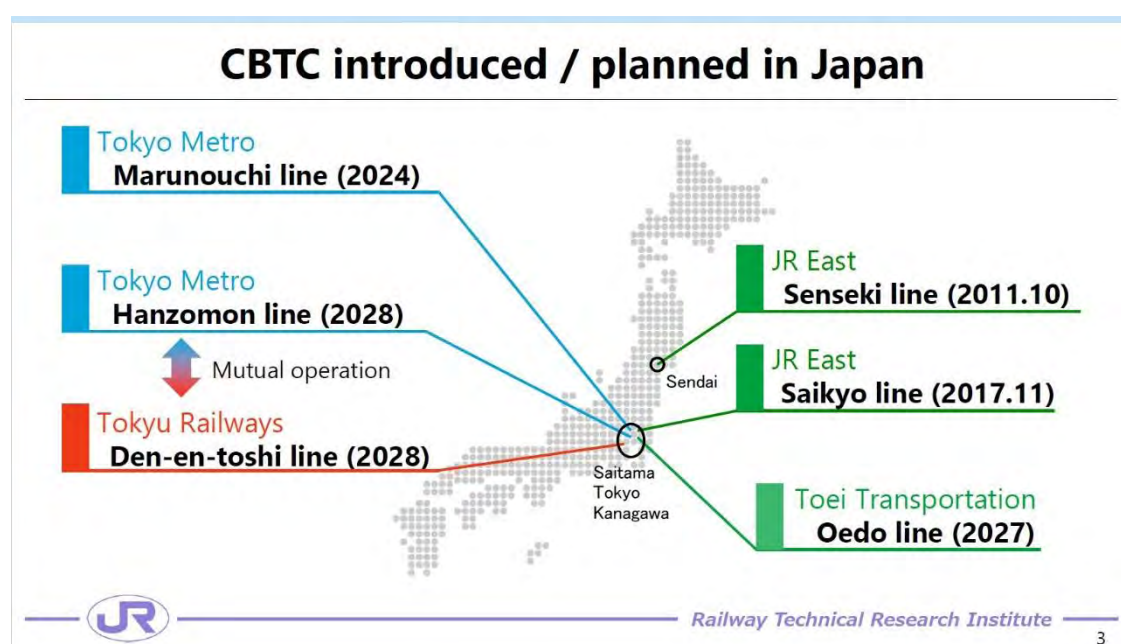 CBTC introduced / planned in Japan
Tokyo Metro
Marunouchi line (2024)
Tokyo Metro
Hanzomon line (2028)
Mutual operation
Tokyu Railways
Den-en-toshi line (2028)
JR East
Senseki line (2011.10)
Sendai
JR East
Saikyo line (2017.11)
Saitama
Tokyo
Kanagawa
Toei Transportation
Oedo line (2027)
JR
Railway Technical Research Institute
3